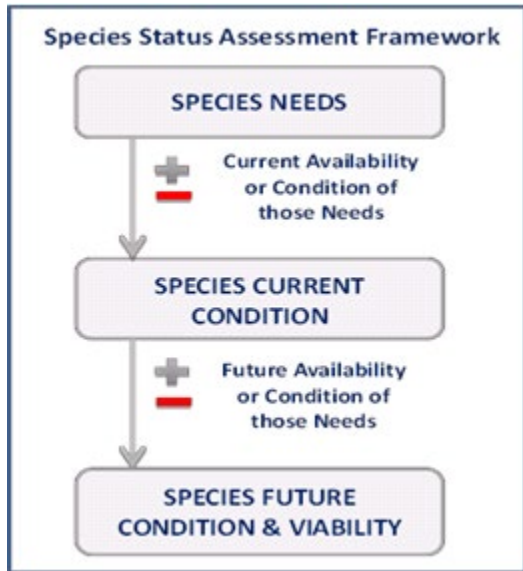 Species Status Assessment Framework
SPECIES NEEDS
Current Availability
or Condition of
those Needs
SPECIES CURRENT
CONDITION
Future Availability
or Condition of
those Needs
SPECIES FUTURE
CONDITION & VIABILITY